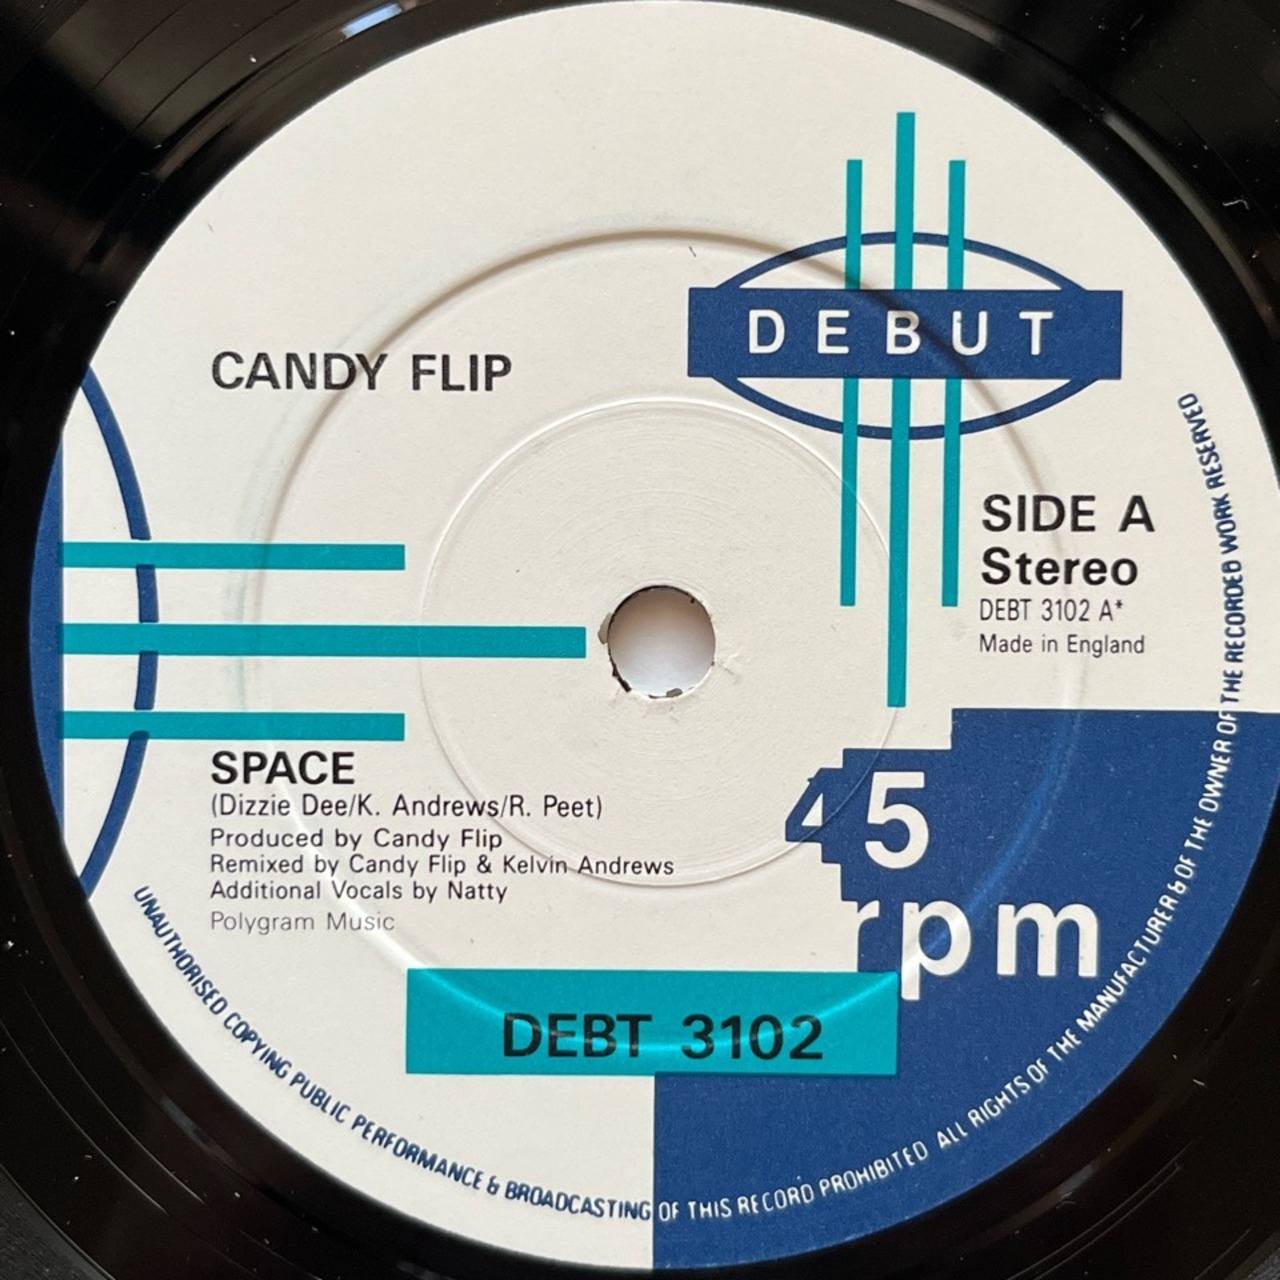 DEBUT
CANDY FLIP
SIDE A
Stereo
DEBT 3102 A*
Made in England
SPACE
(Dizzie Dee/K. Andrews/R. Peet)
Produced by Candy Flip
Remixed by Candy Flip & Kelvin Andrews
Additional Vocals by Natty
Polygram Music
45
rpm
DEBT 3102
UNAUTHORISED COPYING PUBLIC PERFORMANCE & BROADCASTING OF THIS RECORD PROHIBITED ALL RIGHTS OF THE MANUFACTURER & OF THE OWNER OF THE RECORDED WORK RESERVED